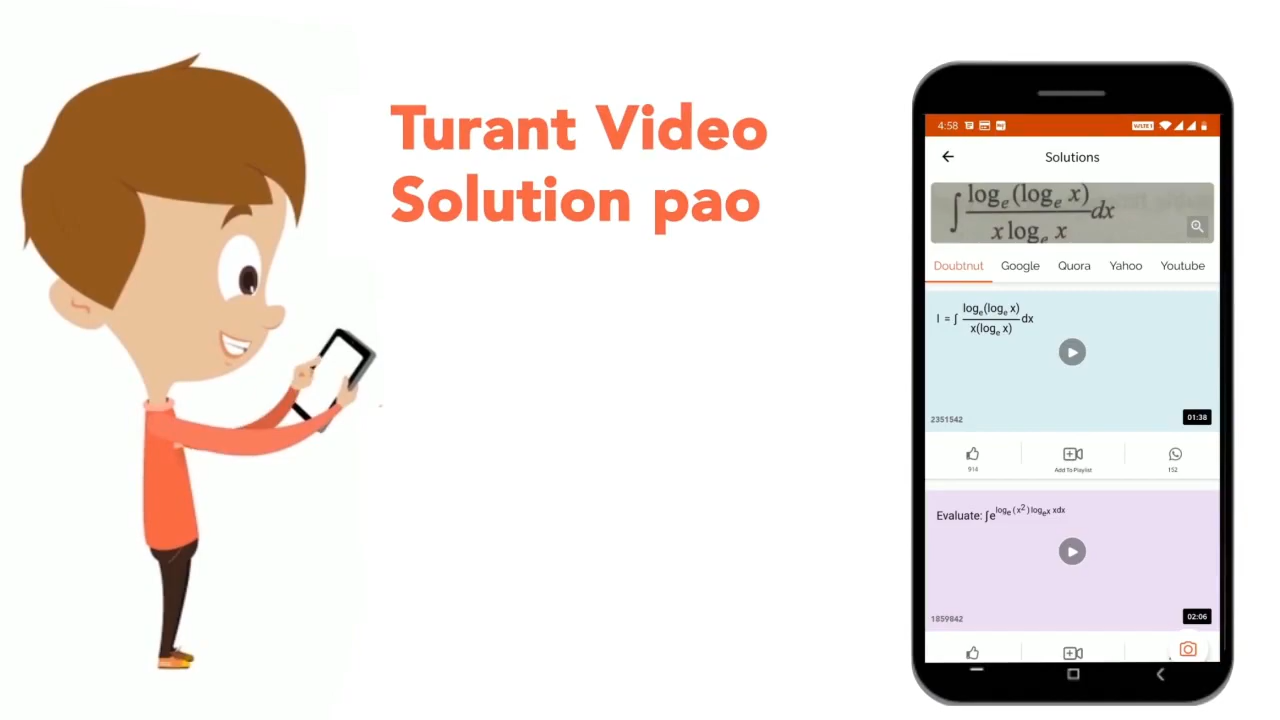 Turant Video
Solution pao
4:58
VoLTE1
Solutions
∫ logₑ(logₑ x) / x logₑ x dx
Doubtnut Google Quora Yahoo Youtube
I = ∫ logₑ(logₑ x) / x(logₑ x) dx
2351542 01:38
914 Add To Playlist 152
Evaluate: ∫e^logₑ(x²)logₑx xdx
1859842 02:06